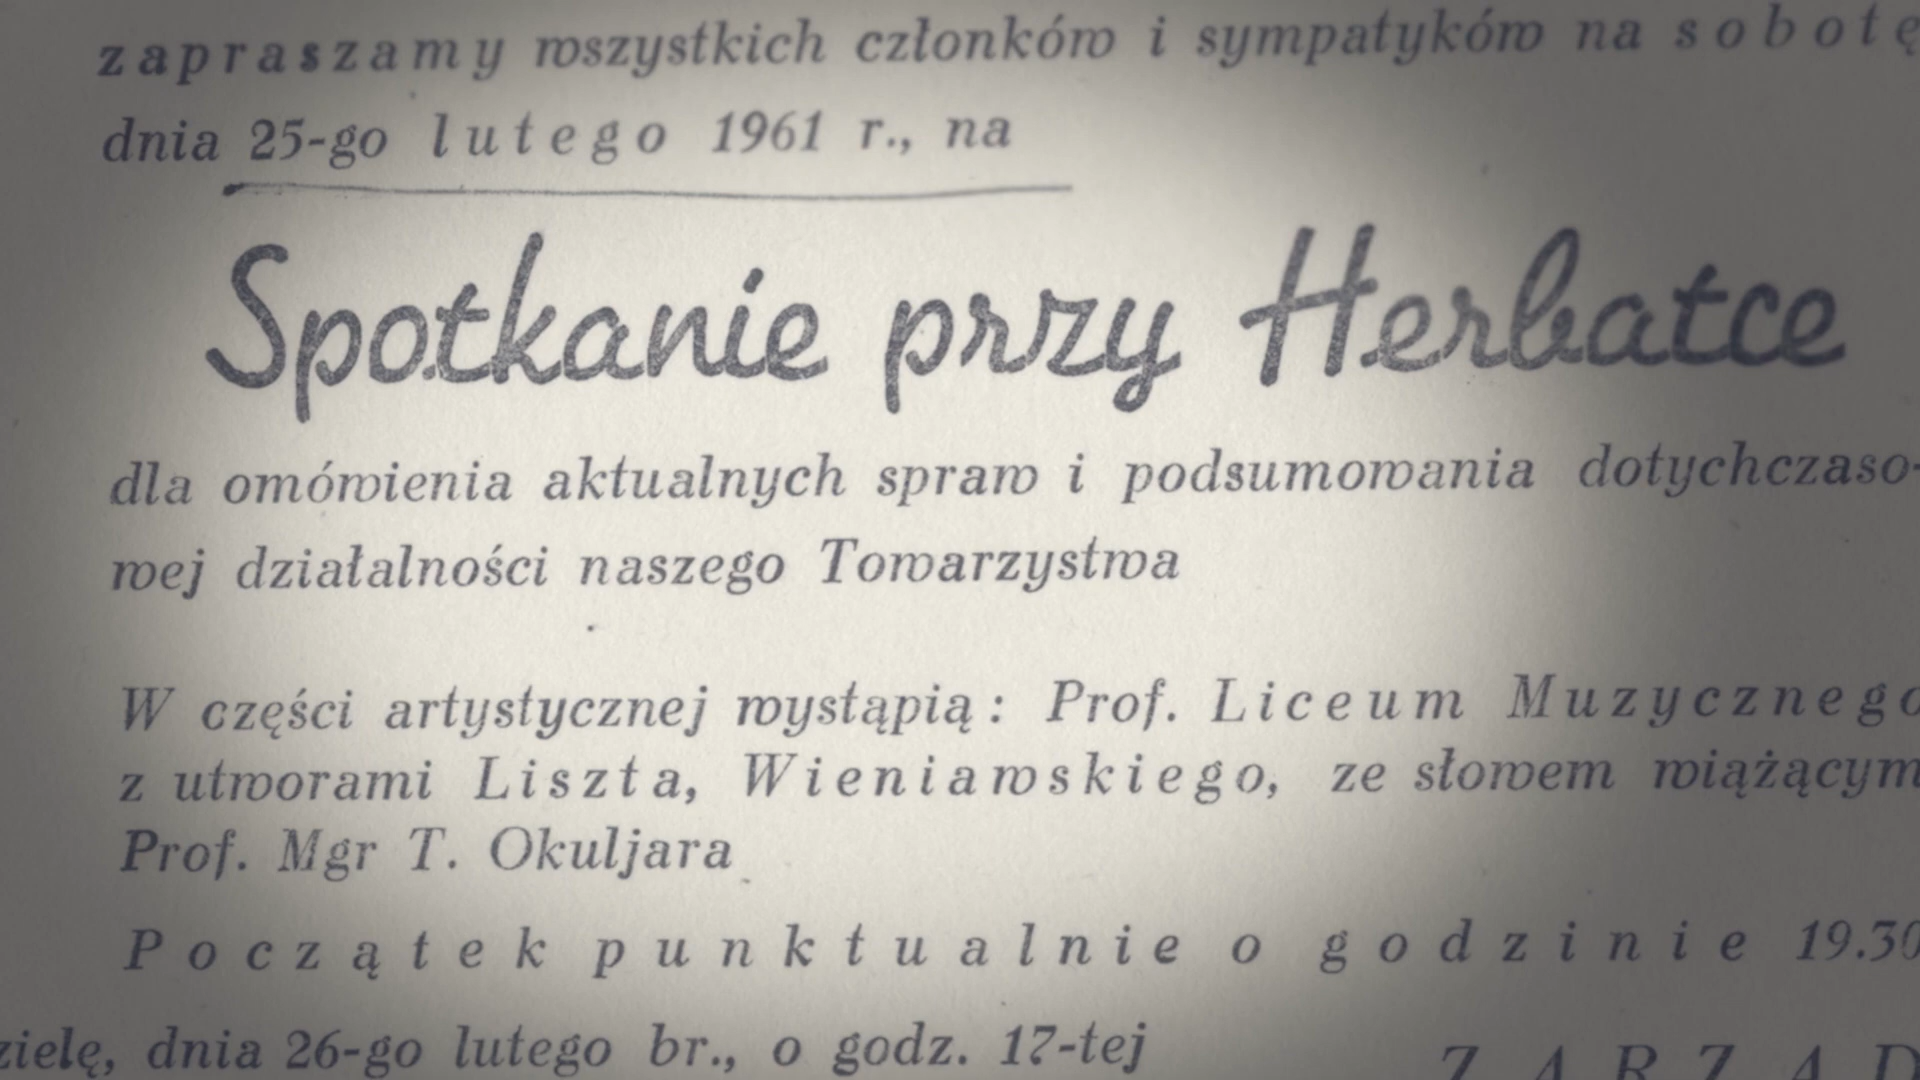 zapraszamy wszystkich członków i sympatyków na sobotę
dnia 25-go lutego 1961 r., na
Spotkanie przy Herbatce
dla omówienia aktualnych spraw i podsumowania dotychczaso-
wej działalności naszego Towarzystwa
W części artystycznej wystąpią: Prof. Liceum Muzycznego
z utworami Liszta, Wieniawskiego, ze słowem wiążącym
Prof. Mgr T. Okuljara
Początek punktualnie o godzinie 19.30
zielę, dnia 26-go lutego br., o godz. 17-tej
ZARZĄD